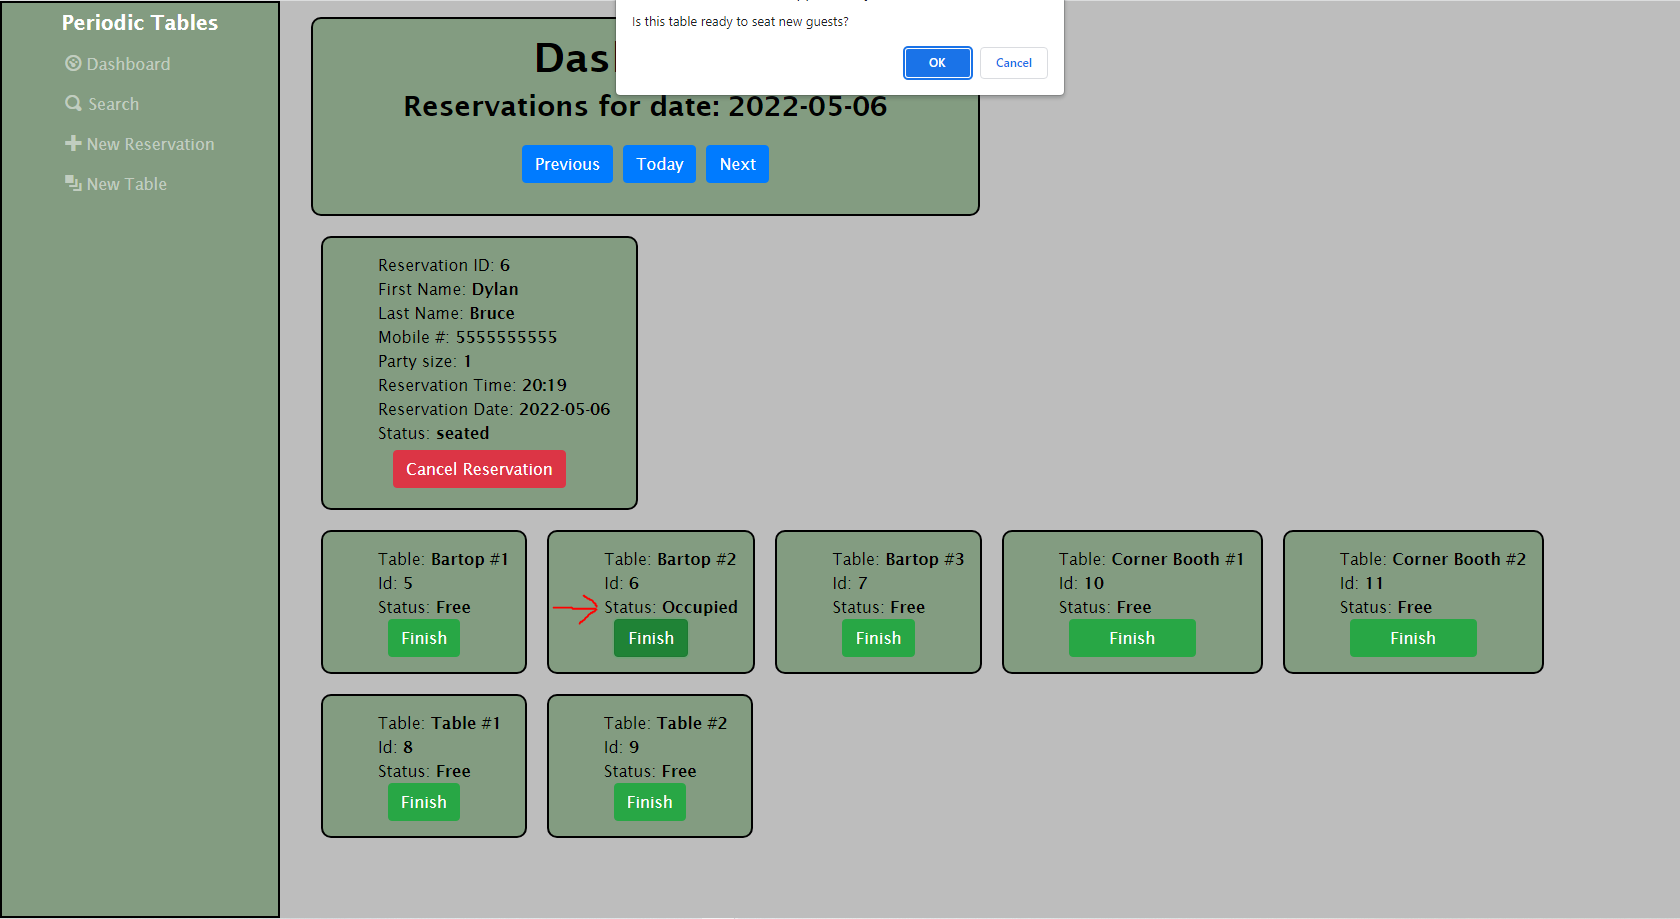 Periodic Tables
Dashboard
Search
New Reservation
New Table
Is this table ready to seat new guests?
OK
Cancel
Reservations for date: 2022-05-06
Previous
Today
Next
Reservation ID: 6
First Name: Dylan
Last Name: Bruce
Mobile #: 5555555555
Party size: 1
Reservation Time: 20:19
Reservation Date: 2022-05-06
Status: seated
Cancel Reservation
Table: Bartop #1
Id: 5
Status: Free
Finish
Table: Bartop #2
Id: 6
Status: Occupied
Finish
Table: Bartop #3
Id: 7
Status: Free
Finish
Table: Corner Booth #1
Id: 10
Status: Free
Finish
Table: Corner Booth #2
Id: 11
Status: Free
Finish
Table: Table #1
Id: 8
Status: Free
Finish
Table: Table #2
Id: 9
Status: Free
Finish